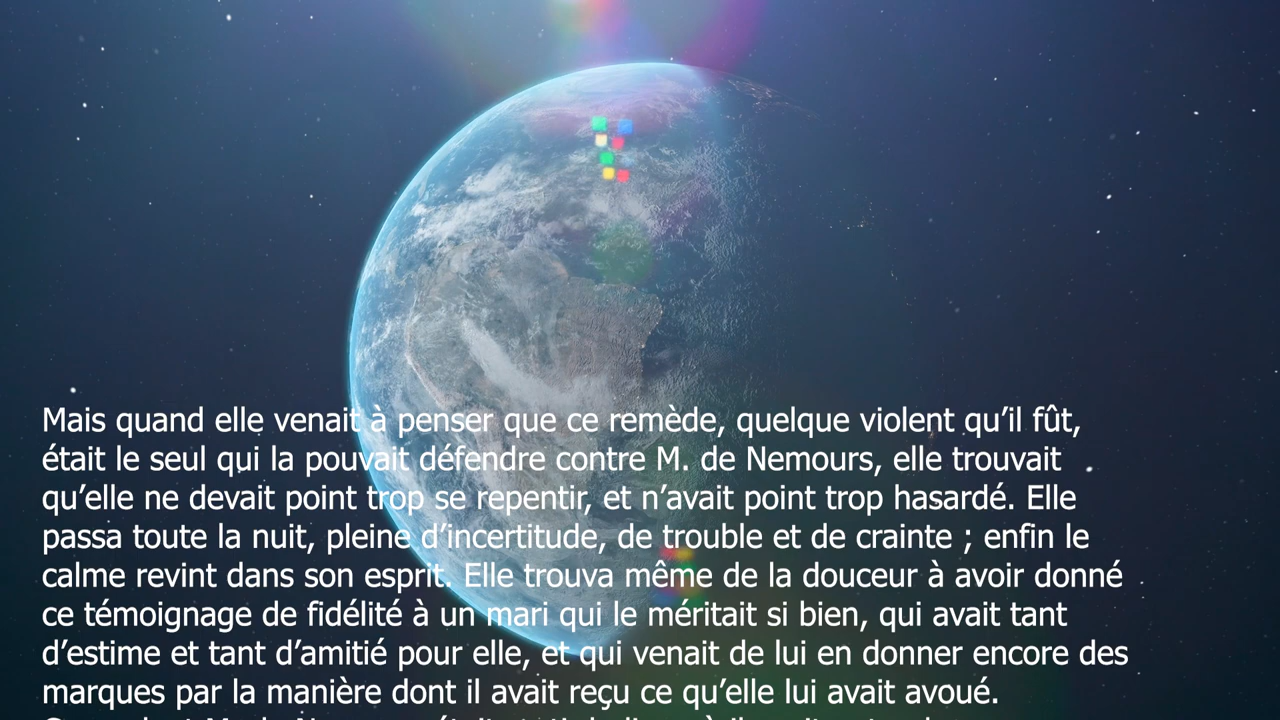 Mais quand elle venait à penser que ce remède, quelque violent qu’il fût,
était le seul qui la pouvait défendre contre M. de Nemours, elle trouvait
qu’elle ne devait point trop se repentir, et n’avait point trop hasardé. Elle
passa toute la nuit, pleine d’incertitude, de trouble et de crainte ; enfin le
calme revint dans son esprit. Elle trouva même de la douceur à avoir donné
ce témoignage de fidélité à un mari qui le méritait si bien, qui avait tant
d’estime et tant d’amitié pour elle, et qui venait de lui en donner encore des
marques par la manière dont il avait reçu ce qu’elle lui avait avoué.